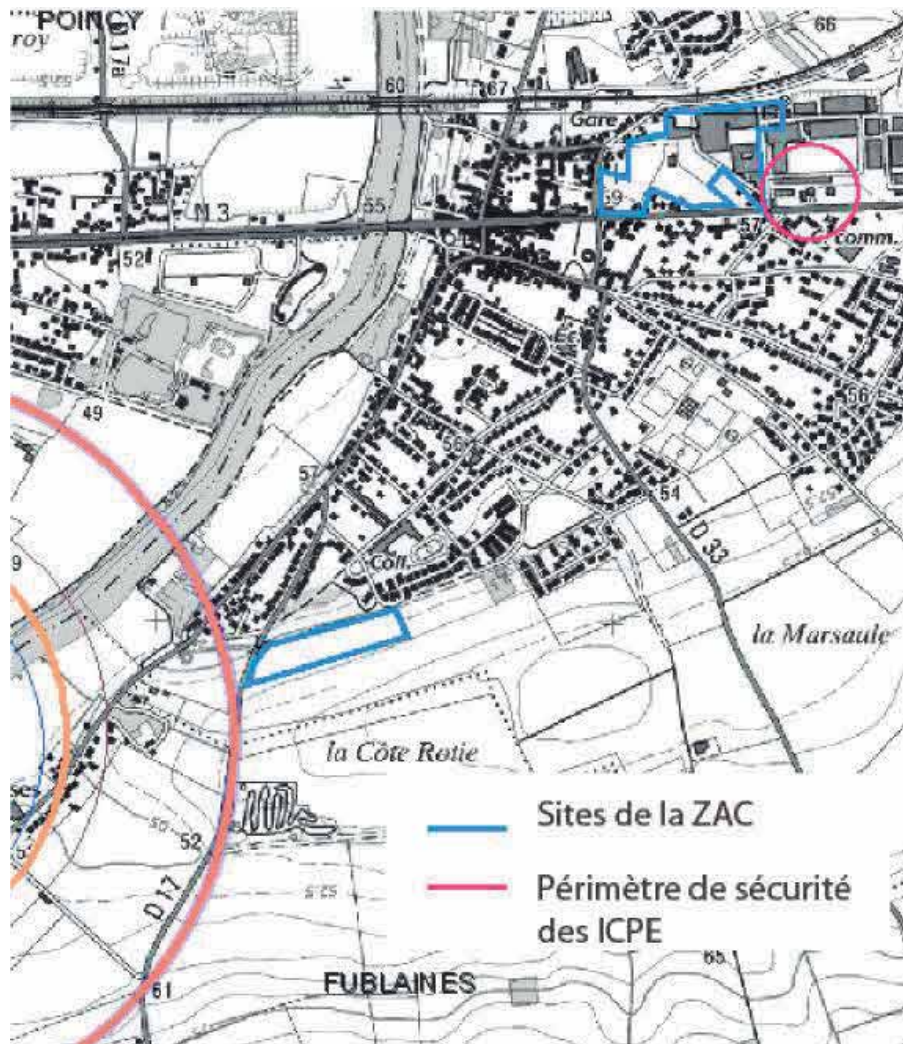 POINCY
roy
D 17a
66
60
67
Gare
N 3
55
59
57
comm.
52
49
56
56
57
54
Coll.
D 33
la Marsaule
9
la Côte Rotie
Sites de la ZAC
52
Périmètre de sécurité
des ICPE
D 17
65
FUBLAINES
61